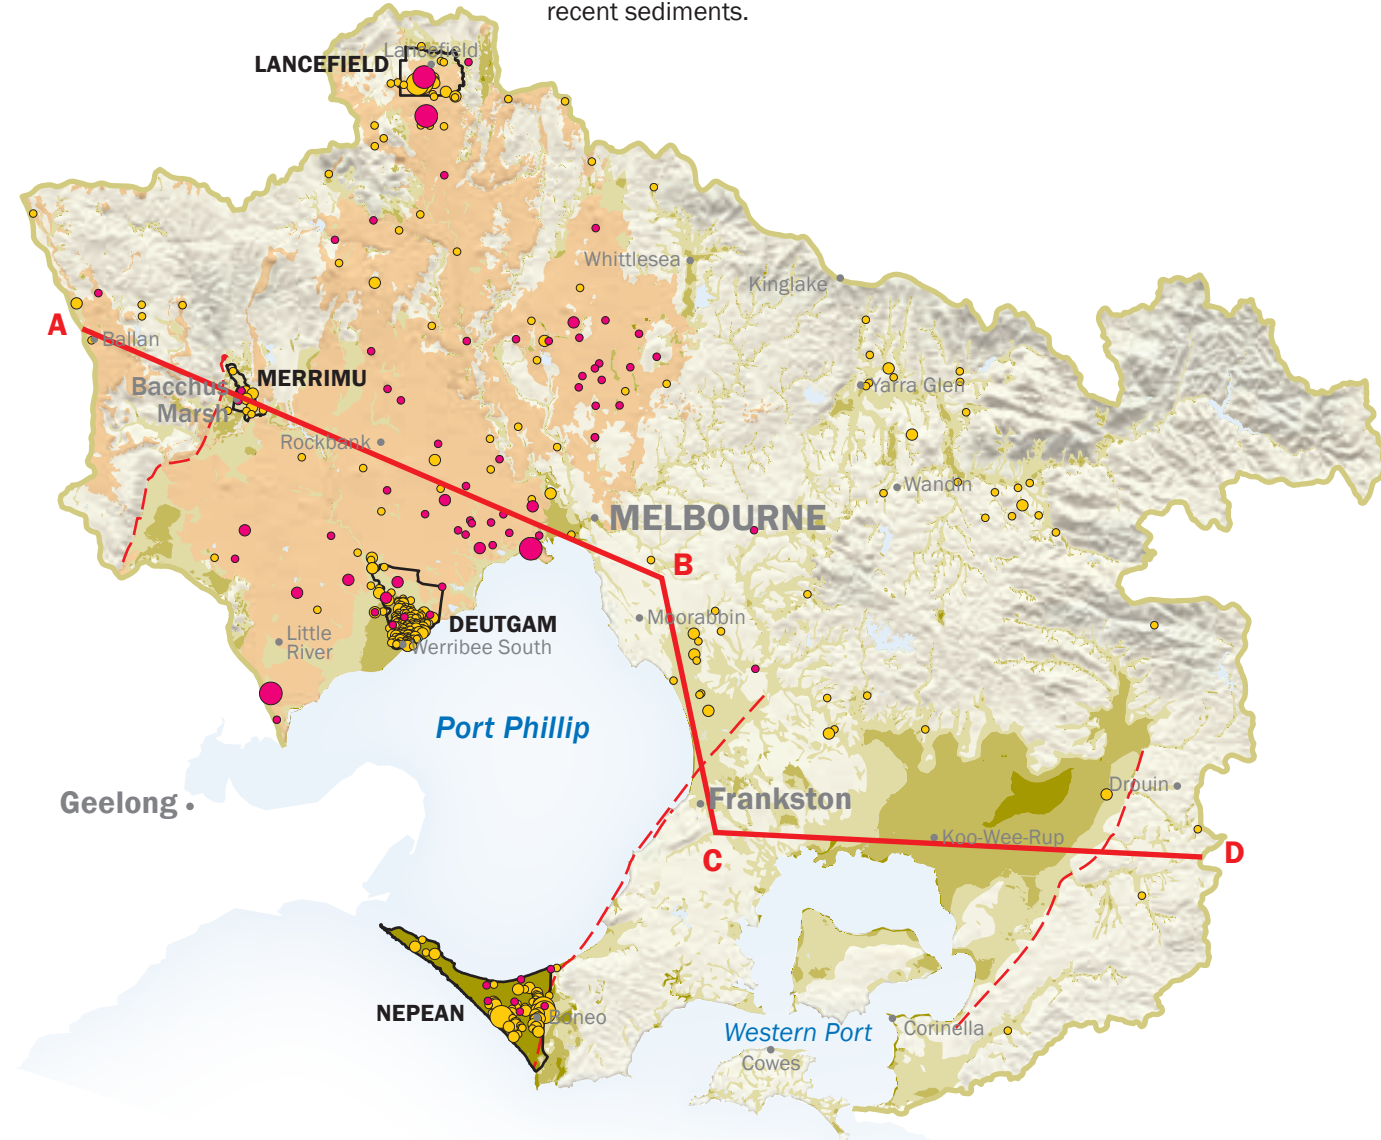 recent sediments.
Lancefield
LANCEFIELD
Whittlesea
Kinglake
A
Ballan
MERRIMU
Bacchus
Marsh
Yarra Glen
Rockbank
Wandin
MELBOURNE
B
Moorabbin
DEUTGAM
Little
River
Werribee South
Port Phillip
Drouin
Geelong
Frankston
Koo-Wee-Rup
C
D
NEPEAN
Boneo
Western Port
Corinella
Cowes